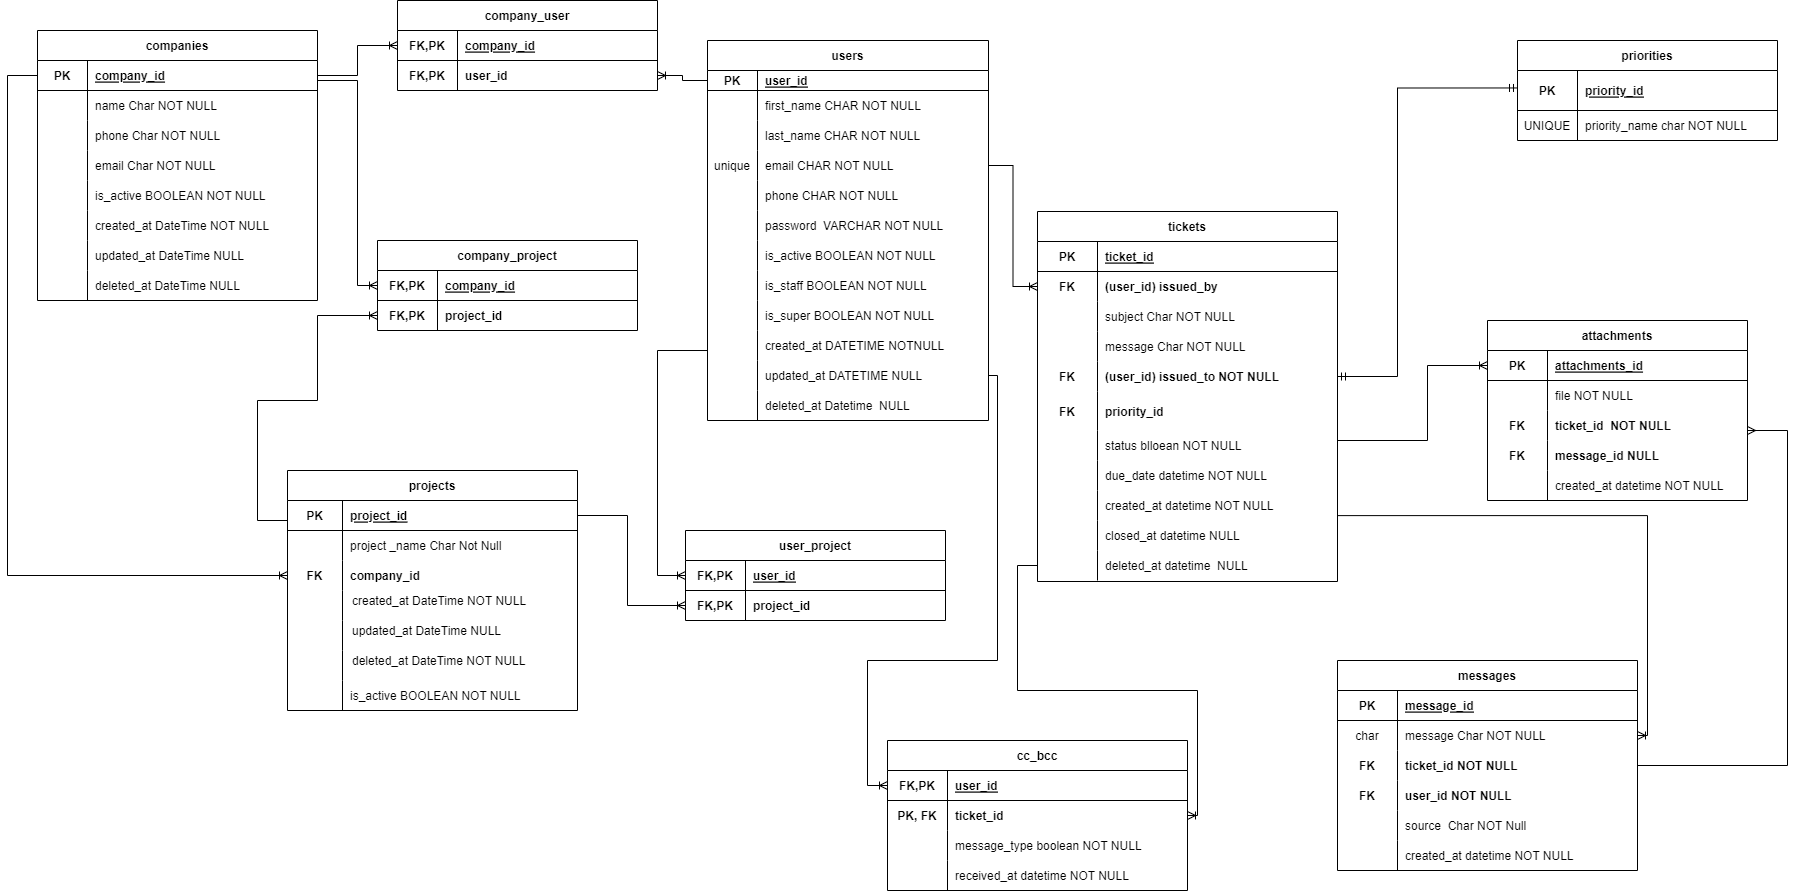 companies
PK company_id
name Char NOT NULL
phone Char NOT NULL
email Char NOT NULL
is_active BOOLEAN NOT NULL
created_at DateTime NOT NULL
updated_at DateTime NULL
deleted_at DateTime NULL
company_user
FK,PK company_id
FK,PK user_id
company_project
FK,PK company_id
FK,PK project_id
users
PK user_id
first_name CHAR NOT NULL
last_name CHAR NOT NULL
unique email CHAR NOT NULL
phone CHAR NOT NULL
password VARCHAR NOT NULL
is_active BOOLEAN NOT NULL
is_staff BOOLEAN NOT NULL
is_super BOOLEAN NOT NULL
created_at DATETIME NOTNULL
updated_at DATETIME NULL
deleted_at Datetime NULL
priorities
PK priority_id
UNIQUE priority_name char NOT NULL
tickets
PK ticket_id
FK (user_id) issued_by
subject Char NOT NULL
message Char NOT NULL
FK (user_id) issued_to NOT NULL
FK priority_id
status blloean NOT NULL
due_date datetime NOT NULL
created_at datetime NOT NULL
closed_at datetime NULL
deleted_at datetime NULL
attachments
PK attachments_id
file NOT NULL
FK ticket_id NOT NULL
FK message_id NULL
created_at datetime NOT NULL
projects
PK project_id
project _name Char Not Null
FK company_id
created_at DateTime NOT NULL
updated_at DateTime NULL
deleted_at DateTime NOT NULL
is_active BOOLEAN NOT NULL
user_project
FK,PK user_id
FK,PK project_id
cc_bcc
FK,PK user_id
PK, FK ticket_id
message_type boolean NOT NULL
received_at datetime NOT NULL
messages
PK message_id
char message Char NOT NULL
FK ticket_id NOT NULL
FK user_id NOT NULL
source Char NOT Null
created_at datetime NOT NULL